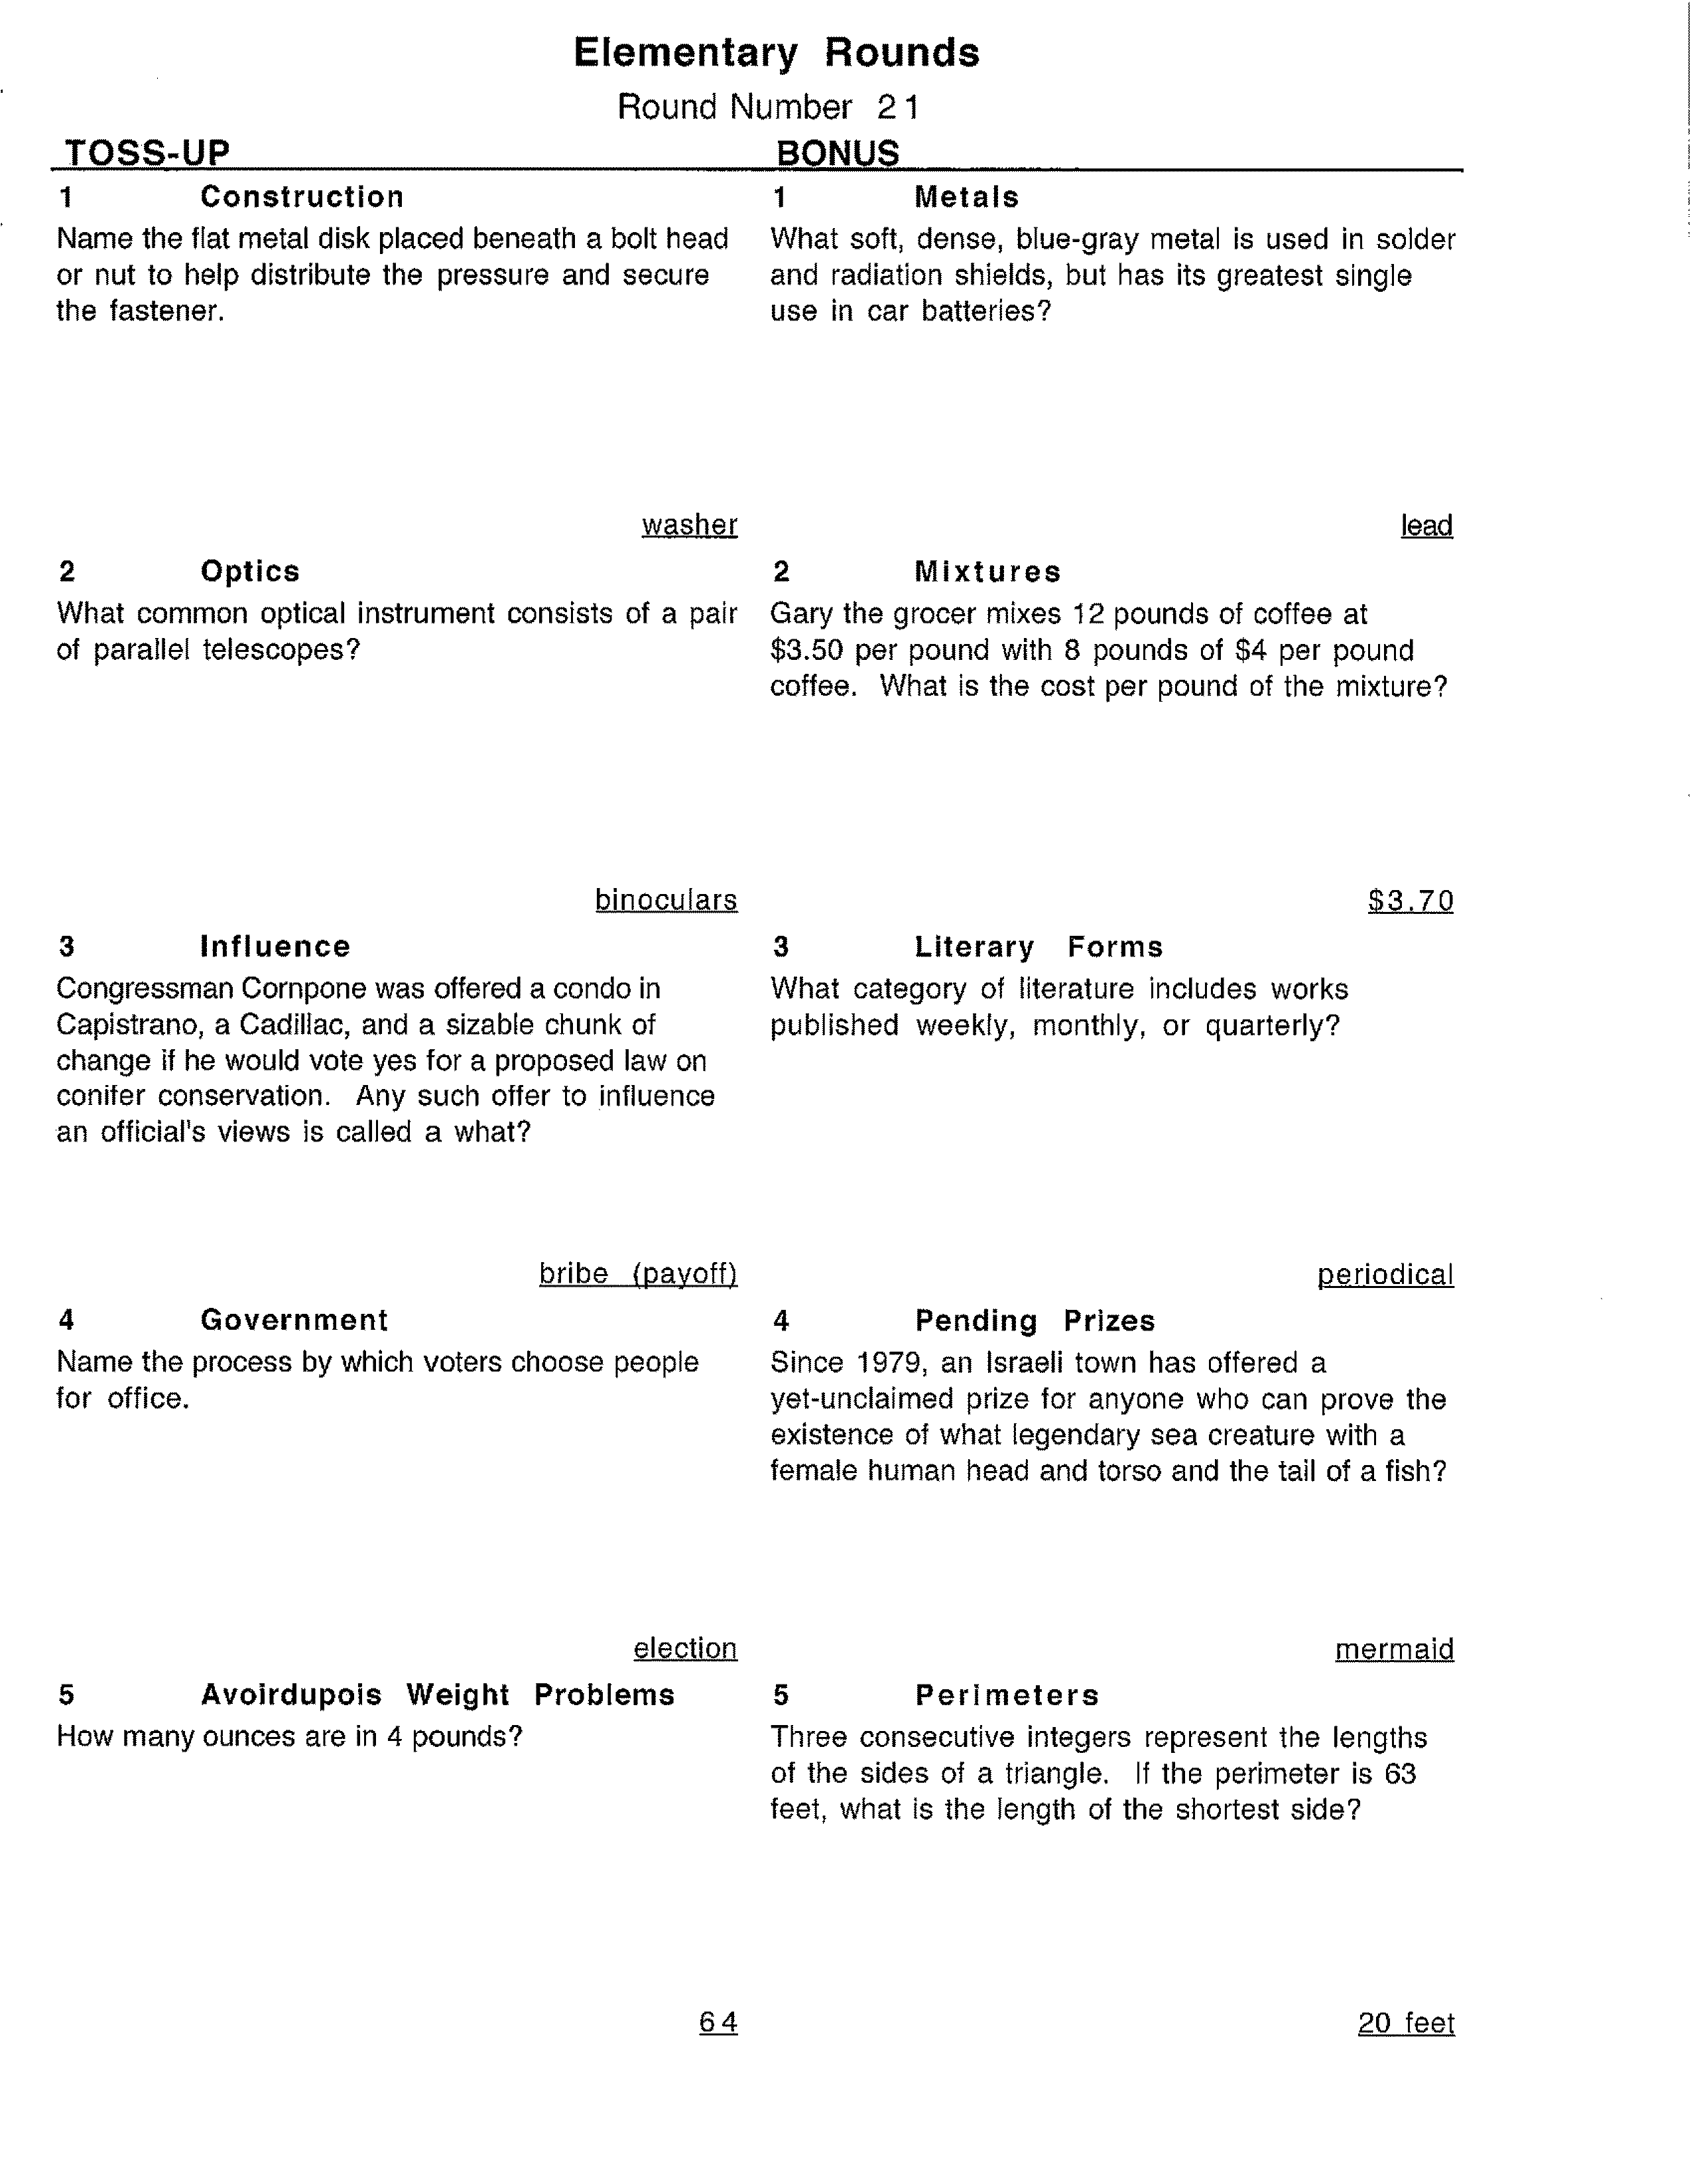 Elementary Rounds
Round Number 21
TOSS-UP
1 Construction
Name the flat metal disk placed beneath a bolt head
or nut to help distribute the pressure and secure
the fastener.
washer
2 Optics
What common optical instrument consists of a pair
of parallel telescopes?
binoculars
3 Influence
Congressman Cornpone was offered a condo in
Capistrano, a Cadillac, and a sizable chunk of
change if he would vote yes for a proposed law on
conifer conservation. Any such offer to influence
an official's views is called a what?
bribe (payoff)
4 Government
Name the process by which voters choose people
for office.
election
5 Avoirdupois Weight Problems
How many ounces are in 4 pounds?
64
BONUS
1 Metals
What soft, dense, blue-gray metal is used in solder
and radiation shields, but has its greatest single
use in car batteries?
lead
2 Mixtures
Gary the grocer mixes 12 pounds of coffee at
$3.50 per pound with 8 pounds of $4 per pound
coffee. What is the cost per pound of the mixture?
$3.70
3 Literary Forms
What category of literature includes works
published weekly, monthly, or quarterly?
periodical
4 Pending Prizes
Since 1979, an Israeli town has offered a
yet-unclaimed prize for anyone who can prove the
existence of what legendary sea creature with a
female human head and torso and the tail of a fish?
mermaid
5 Perimeters
Three consecutive integers represent the lengths
of the sides of a triangle. If the perimeter is 63
feet, what is the length of the shortest side?
20 feet